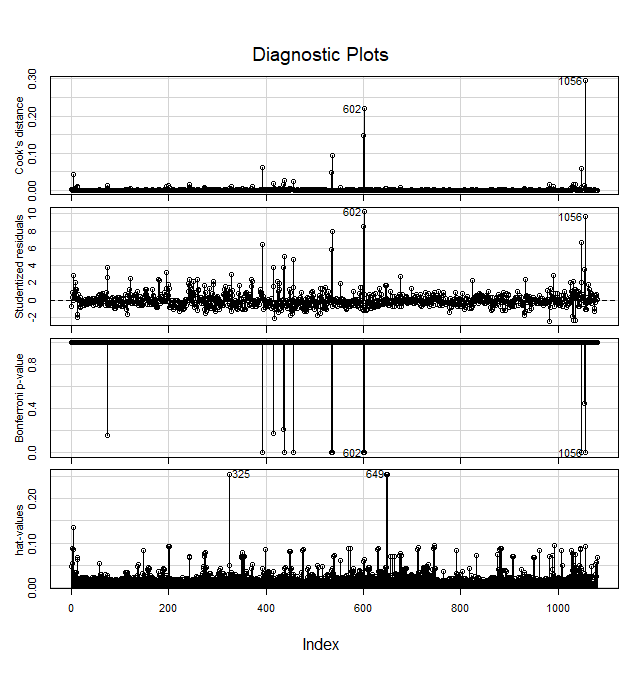 Diagnostic Plots
Cook's distance
0.00 0.10 0.20 0.30
602
1056
Studentized residuals
-2 0 2 4 6 8 10
602
1056
Bonferroni p-value
0.0 0.4 0.8
602
1056
hat-values
0.00 0.10 0.20
325
649
0 200 400 600 800 1000
Index